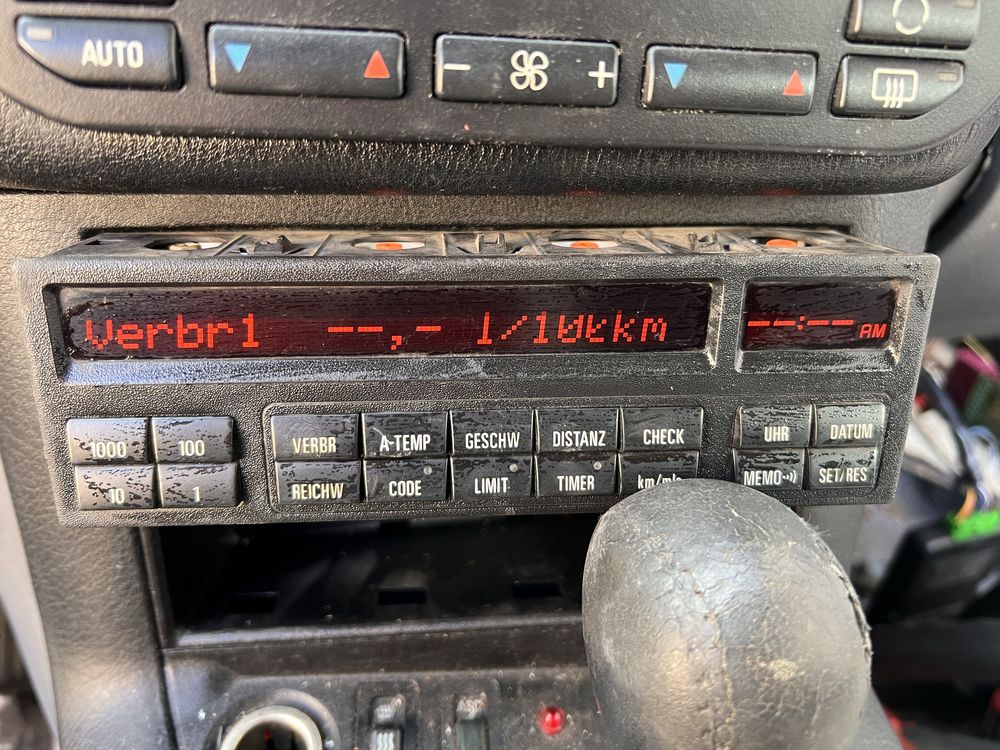 AUTO
− +
Verbr1 --,- l/100km --:-- AM
1000 100
VERBR A-TEMP GESCHW DISTANZ CHECK
UHR DATUM
10 1
REICHW CODE LIMIT TIMER
MEMO SET/RES
ASC